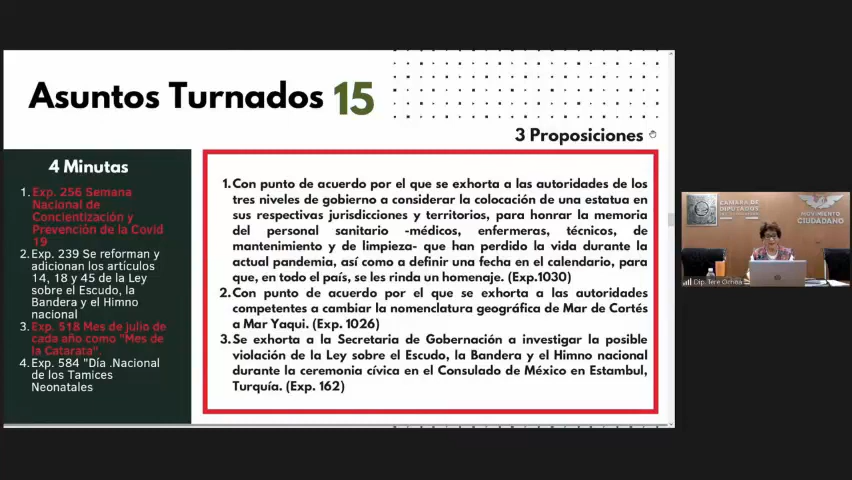 Asuntos Turnados 15
3 Proposiciones
4 Minutas
1. Exp. 256 Semana
Nacional de
Concientización y
Prevención de la Covid
19
2. Exp. 239 Se reforman y
adicionan los artículos
14, 18 y 45 de la Ley
sobre el Escudo, la
Bandera y el Himno
nacional
3. Exp. 518 Mes de julio de
cada año como "Mes de
la Catarata".
4. Exp. 584 "Día .Nacional
de los Tamices
Neonatales
1. Con punto de acuerdo por el que se exhorta a las autoridades de los
tres niveles de gobierno a considerar la colocación de una estatua en
sus respectivas jurisdicciones y territorios, para honrar la memoria
del personal sanitario -médicos, enfermeras, técnicos, de
mantenimiento y de limpieza- que han perdido la vida durante la
actual pandemia, así como a definir una fecha en el calendario, para
que, en todo el país, se les rinda un homenaje. (Exp.1030)
2. Con punto de acuerdo por el que se exhorta a las autoridades
competentes a cambiar la nomenclatura geográfica de Mar de Cortés
a Mar Yaqui. (Exp. 1026)
3. Se exhorta a la Secretaria de Gobernación a investigar la posible
violación de la Ley sobre el Escudo, la Bandera y el Himno nacional
durante la ceremonia cívica en el Consulado de México en Estambul,
Turquía. (Exp. 162)
CÁMARA DE
DIPUTADOS
MOVIMIENTO
CIUDADANO
Dip. Tere Ochoa